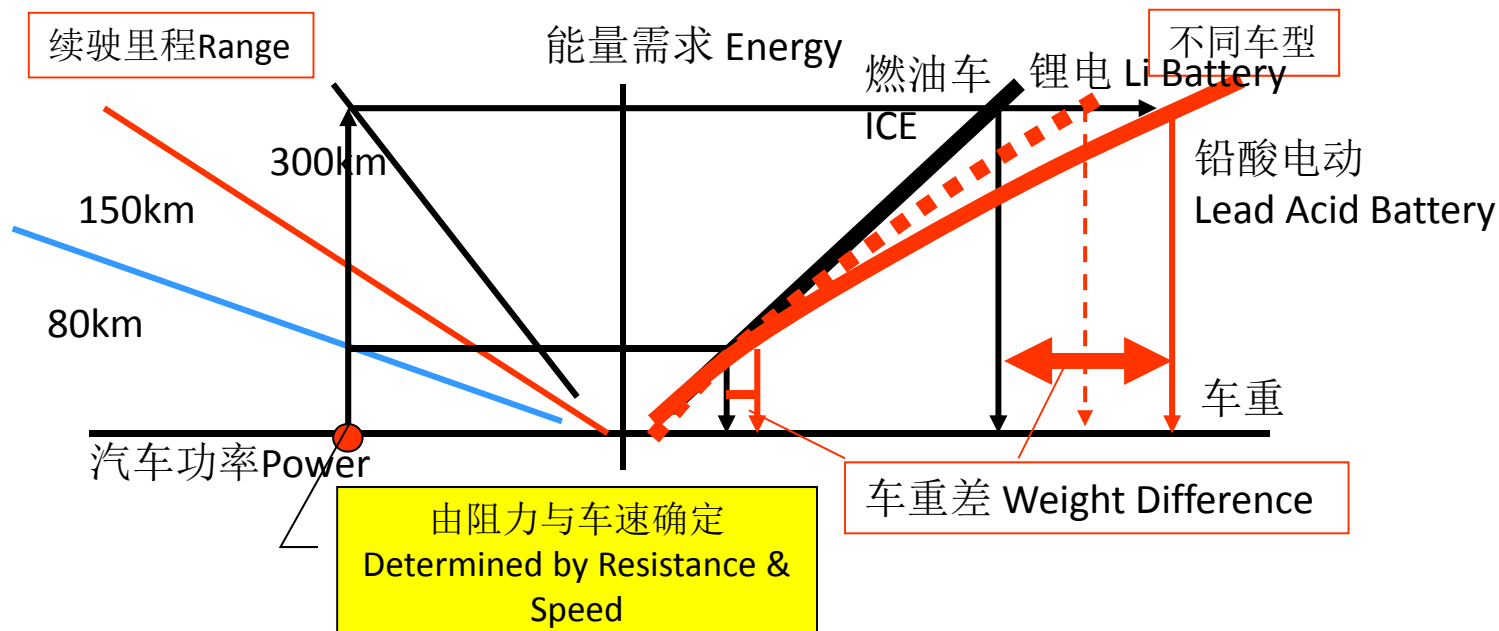 续驶里程Range
能量需求 Energy
不同车型
燃油车
ICE
锂电 Li Battery
300km
150km
80km
铅酸电动
Lead Acid Battery
车重
汽车功率Power
由阻力与车速确定
Determined by Resistance &
Speed
车重差 Weight Difference